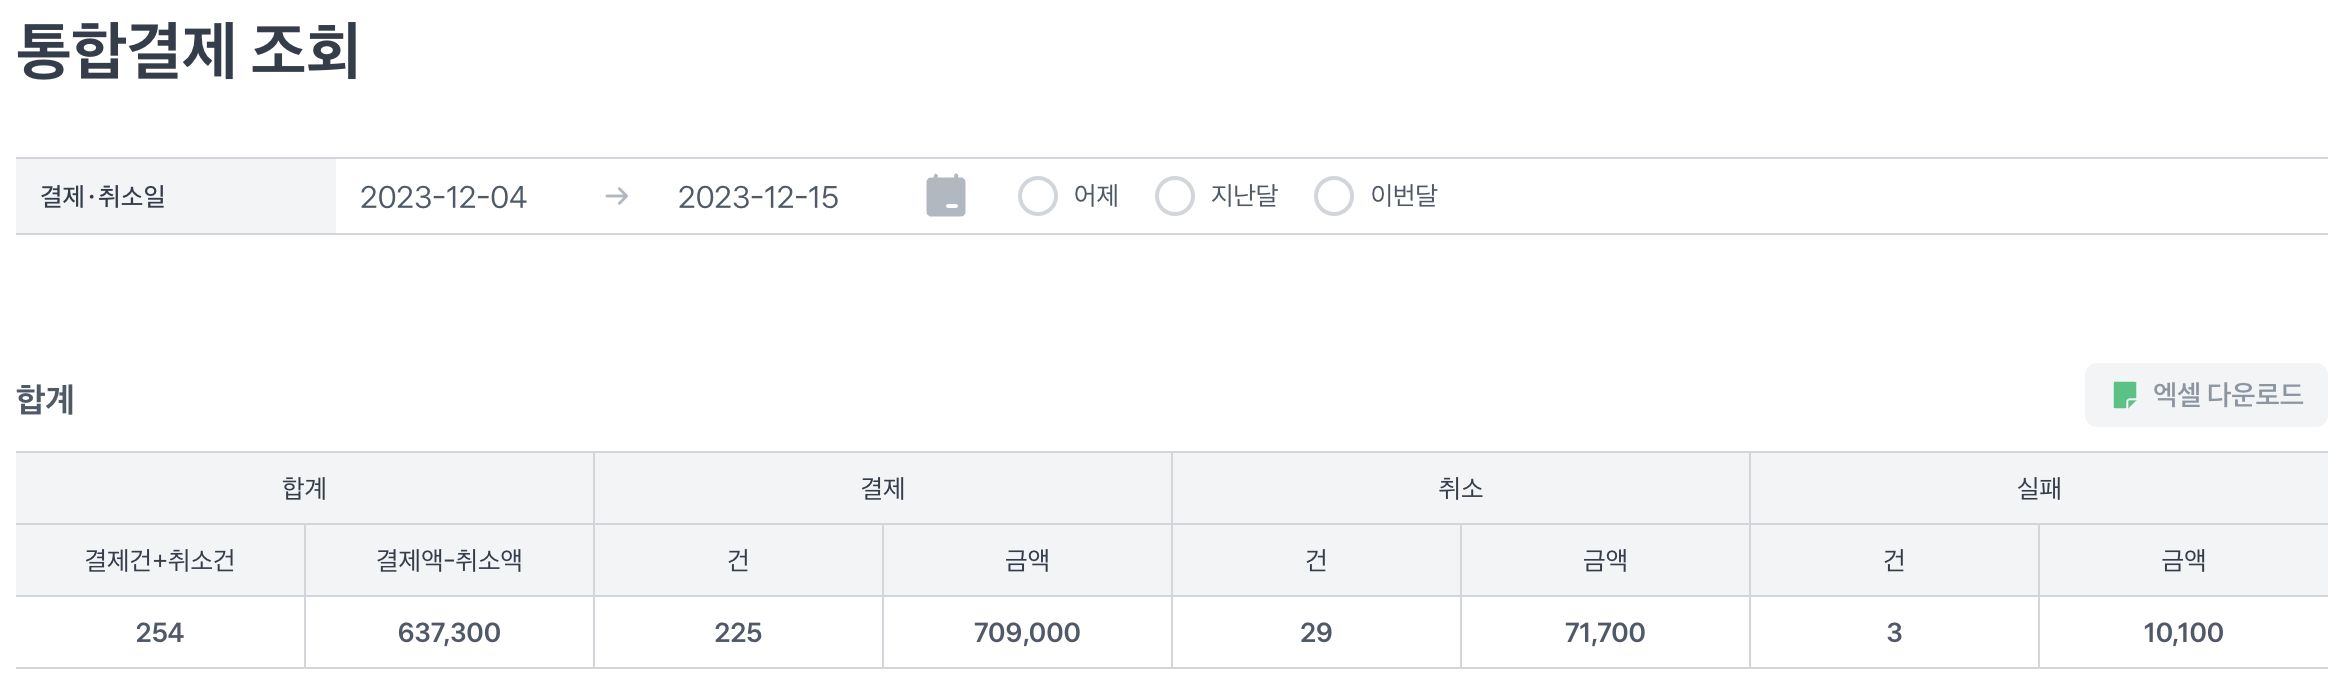 통합결제 조회
결제·취소일 2023-12-04 → 2023-12-15 어제 지난달 이번달
합계 엑셀 다운로드
합계 결제 취소 실패
결제건+취소건 결제액-취소액 건 금액 건 금액 건 금액
254 637,300 225 709,000 29 71,700 3 10,100